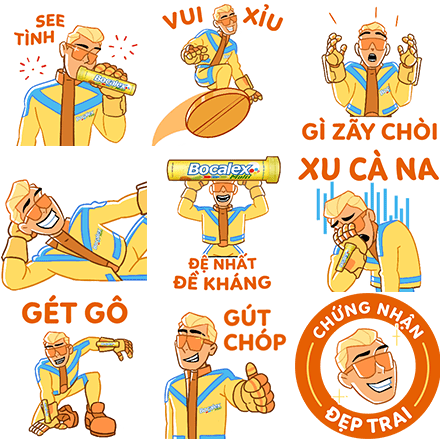 SEE
TÌNH
VUI XỈU
GÌ ZÃY CHÒI
Bocalex
Multi
ĐỆ NHẤT
ĐỀ KHÁNG
XU CÀ NA
GÉT GÔ
GÚT
CHÓP
CHỨNG NHẬN
ĐẸP TRAI